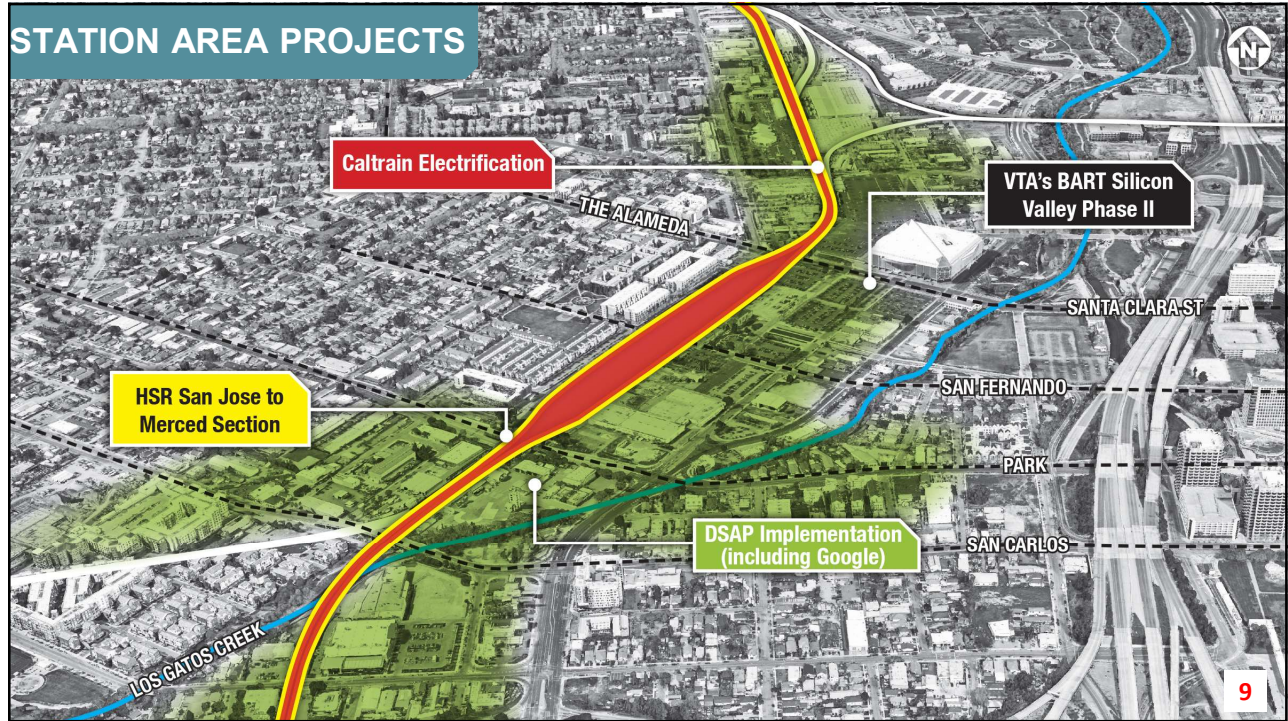 STATION AREA PROJECTS
N
Caltrain Electrification
VTA's BART Silicon
Valley Phase II
THE ALAMEDA
SANTA CLARA ST
HSR San Jose to
Merced Section
SAN FERNANDO
PARK
DSAP Implementation
(including Google)
SAN CARLOS
LOS GATOS CREEK
9